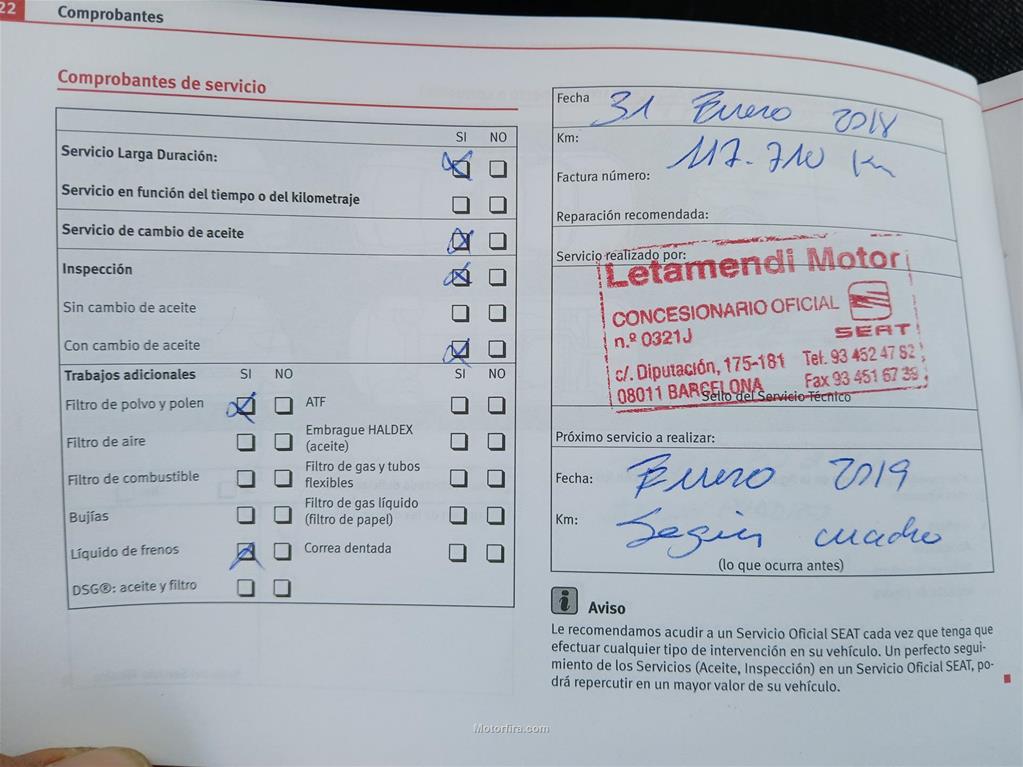 22
Comprobantes
Comprobantes de servicio
SI NO
Servicio Larga Duración:
Servicio en función del tiempo o del kilometraje
Servicio de cambio de aceite
Inspección
Sin cambio de aceite
Con cambio de aceite
Trabajos adicionales SI NO SI NO
Filtro de polvo y polen ATF
Filtro de aire Embrague HALDEX
(aceite)
Filtro de combustible Filtro de gas y tubos
flexibles
Bujías Filtro de gas líquido
(filtro de papel)
Líquido de frenos Correa dentada
DSG®: aceite y filtro
Fecha 31 Enero 2018
Km: 117.710 Km
Factura número:
Reparación recomendada:
Servicio realizado por:
Letamendi Motor
CONCESIONARIO OFICIAL
n.º 0321J
SEAT
c/. Diputación, 175-181 Tel. 93 452 47 82
08011 BARCELONA Fax 93 451 67 39
Sello del Servicio Técnico
Próximo servicio a realizar:
Fecha: Enero 2019
Km: Según cuadro
(lo que ocurra antes)
i Aviso
Le recomendamos acudir a un Servicio Oficial SEAT cada vez que tenga que
efectuar cualquier tipo de intervención en su vehículo. Un perfecto segui-
miento de los Servicios (Aceite, Inspección) en un Servicio Oficial SEAT, po-
drá repercutir en un mayor valor de su vehículo.
Motorfira.com